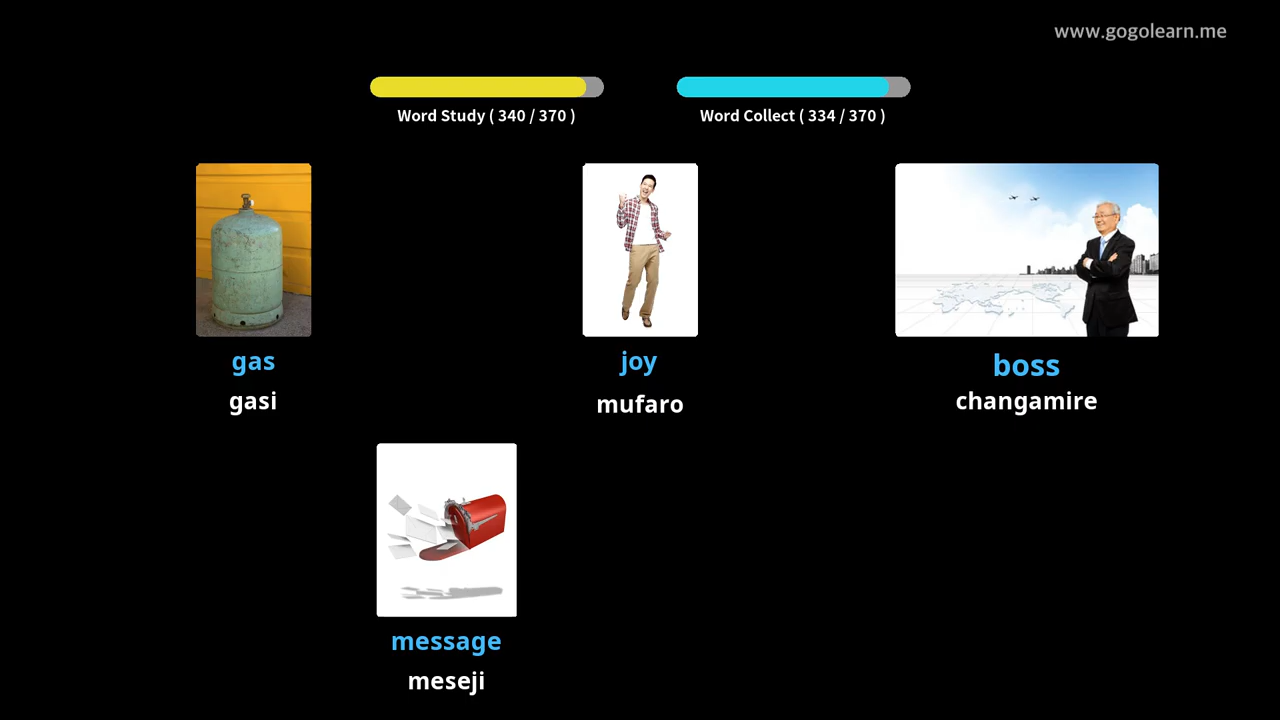 www.gogolearn.me
Word Study ( 340 / 370 )
Word Collect ( 334 / 370 )
gas
joy
boss
gasi
mufaro
changamire
message
meseji